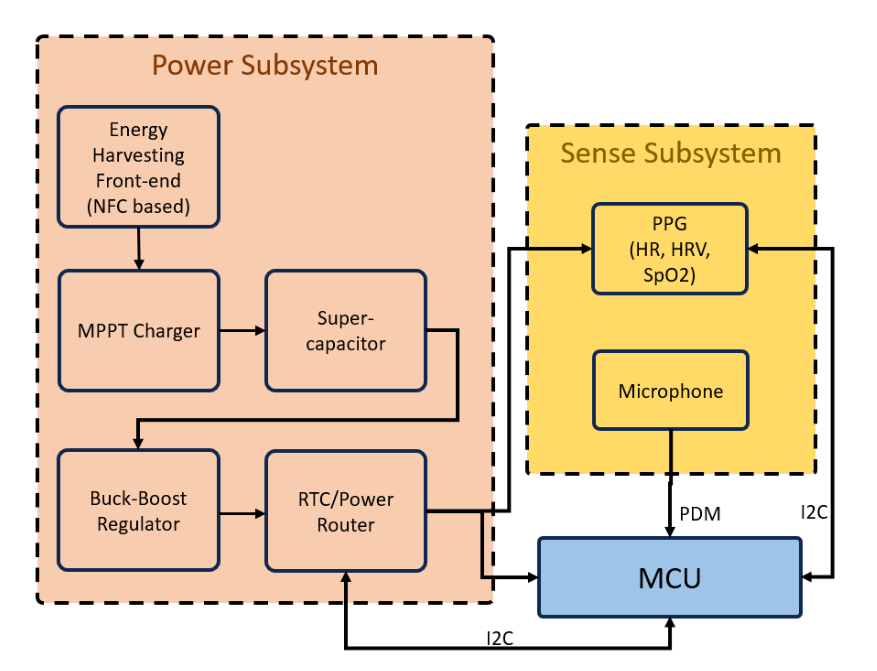 Power Subsystem
Energy
Harvesting
Front-end
(NFC based)
MPPT Charger
Super-
capacitor
Buck-Boost
Regulator
RTC/Power
Router
Sense Subsystem
PPG
(HR, HRV,
SpO2)
Microphone
PDM
I2C
MCU
I2C